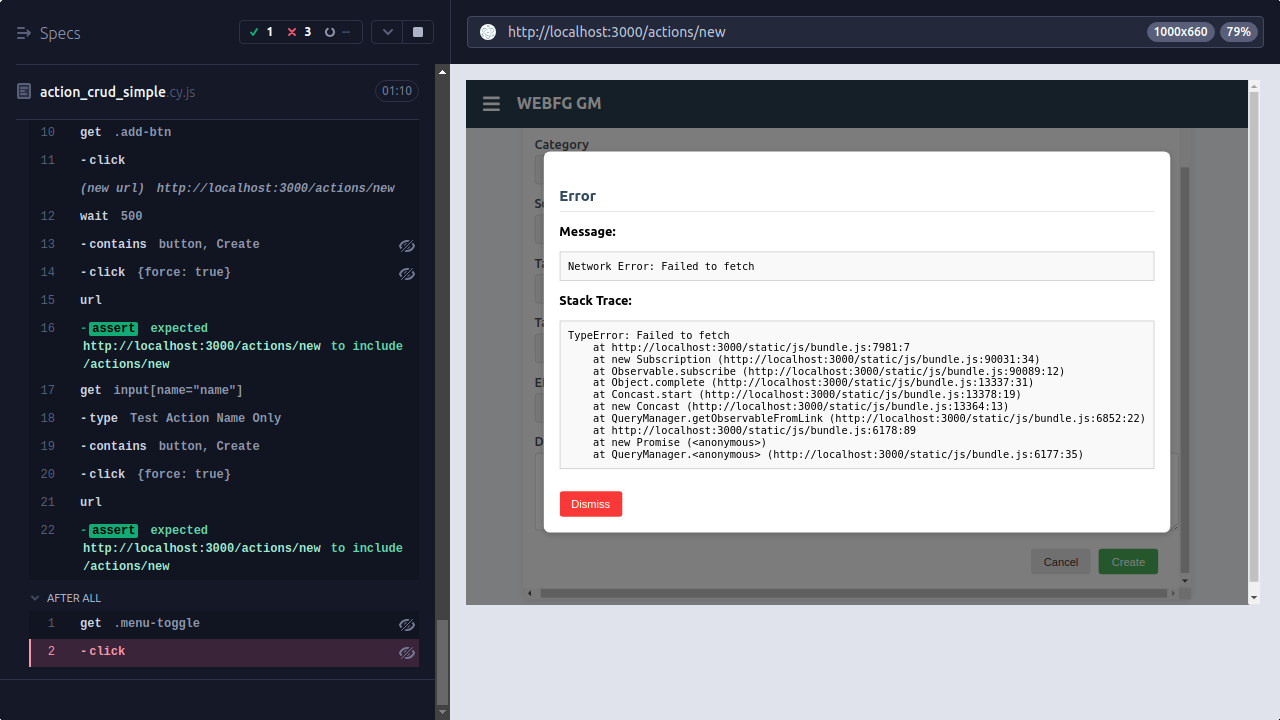 Specs
1
3
--
http://localhost:3000/actions/new
1000x660
79%
action_crud_simple.cy.js
01:10
10 get .add-btn
11 -click
(new url) http://localhost:3000/actions/new
12 wait 500
13 -contains button, Create
14 -click {force: true}
15 url
16 -assert expected
http://localhost:3000/actions/new to include
/actions/new
17 get input[name="name"]
18 -type Test Action Name Only
19 -contains button, Create
20 -click {force: true}
21 url
22 -assert expected
http://localhost:3000/actions/new to include
/actions/new
AFTER ALL
1 get .menu-toggle
2 -click
WEBFG GM
Category
Error
Message:
Network Error: Failed to fetch
Stack Trace:
TypeError: Failed to fetch
at http://localhost:3000/static/js/bundle.js:7981:7
at new Subscription (http://localhost:3000/static/js/bundle.js:90031:34)
at Observable.subscribe (http://localhost:3000/static/js/bundle.js:90089:12)
at Object.complete (http://localhost:3000/static/js/bundle.js:13337:31)
at Concast.start (http://localhost:3000/static/js/bundle.js:13378:19)
at new Concast (http://localhost:3000/static/js/bundle.js:13364:13)
at QueryManager.getObservableFromLink (http://localhost:3000/static/js/bundle.js:6852:22)
at http://localhost:3000/static/js/bundle.js:6178:89
at new Promise (<anonymous>)
at QueryManager.<anonymous> (http://localhost:3000/static/js/bundle.js:6177:35)
Dismiss
Cancel
Create